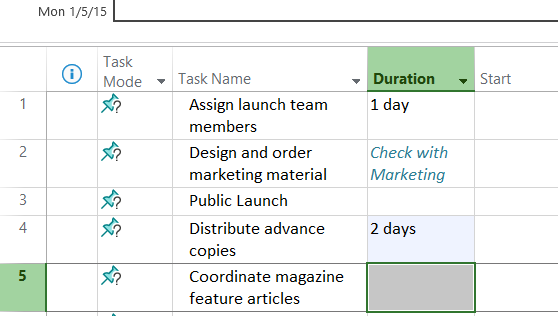 Mon 1/5/15
Task Mode
Task Name
Duration
Start
1
Assign launch team
members
1 day
2
Design and order
marketing material
Check with
Marketing
3
Public Launch
4
Distribute advance
copies
2 days
5
Coordinate magazine
feature articles